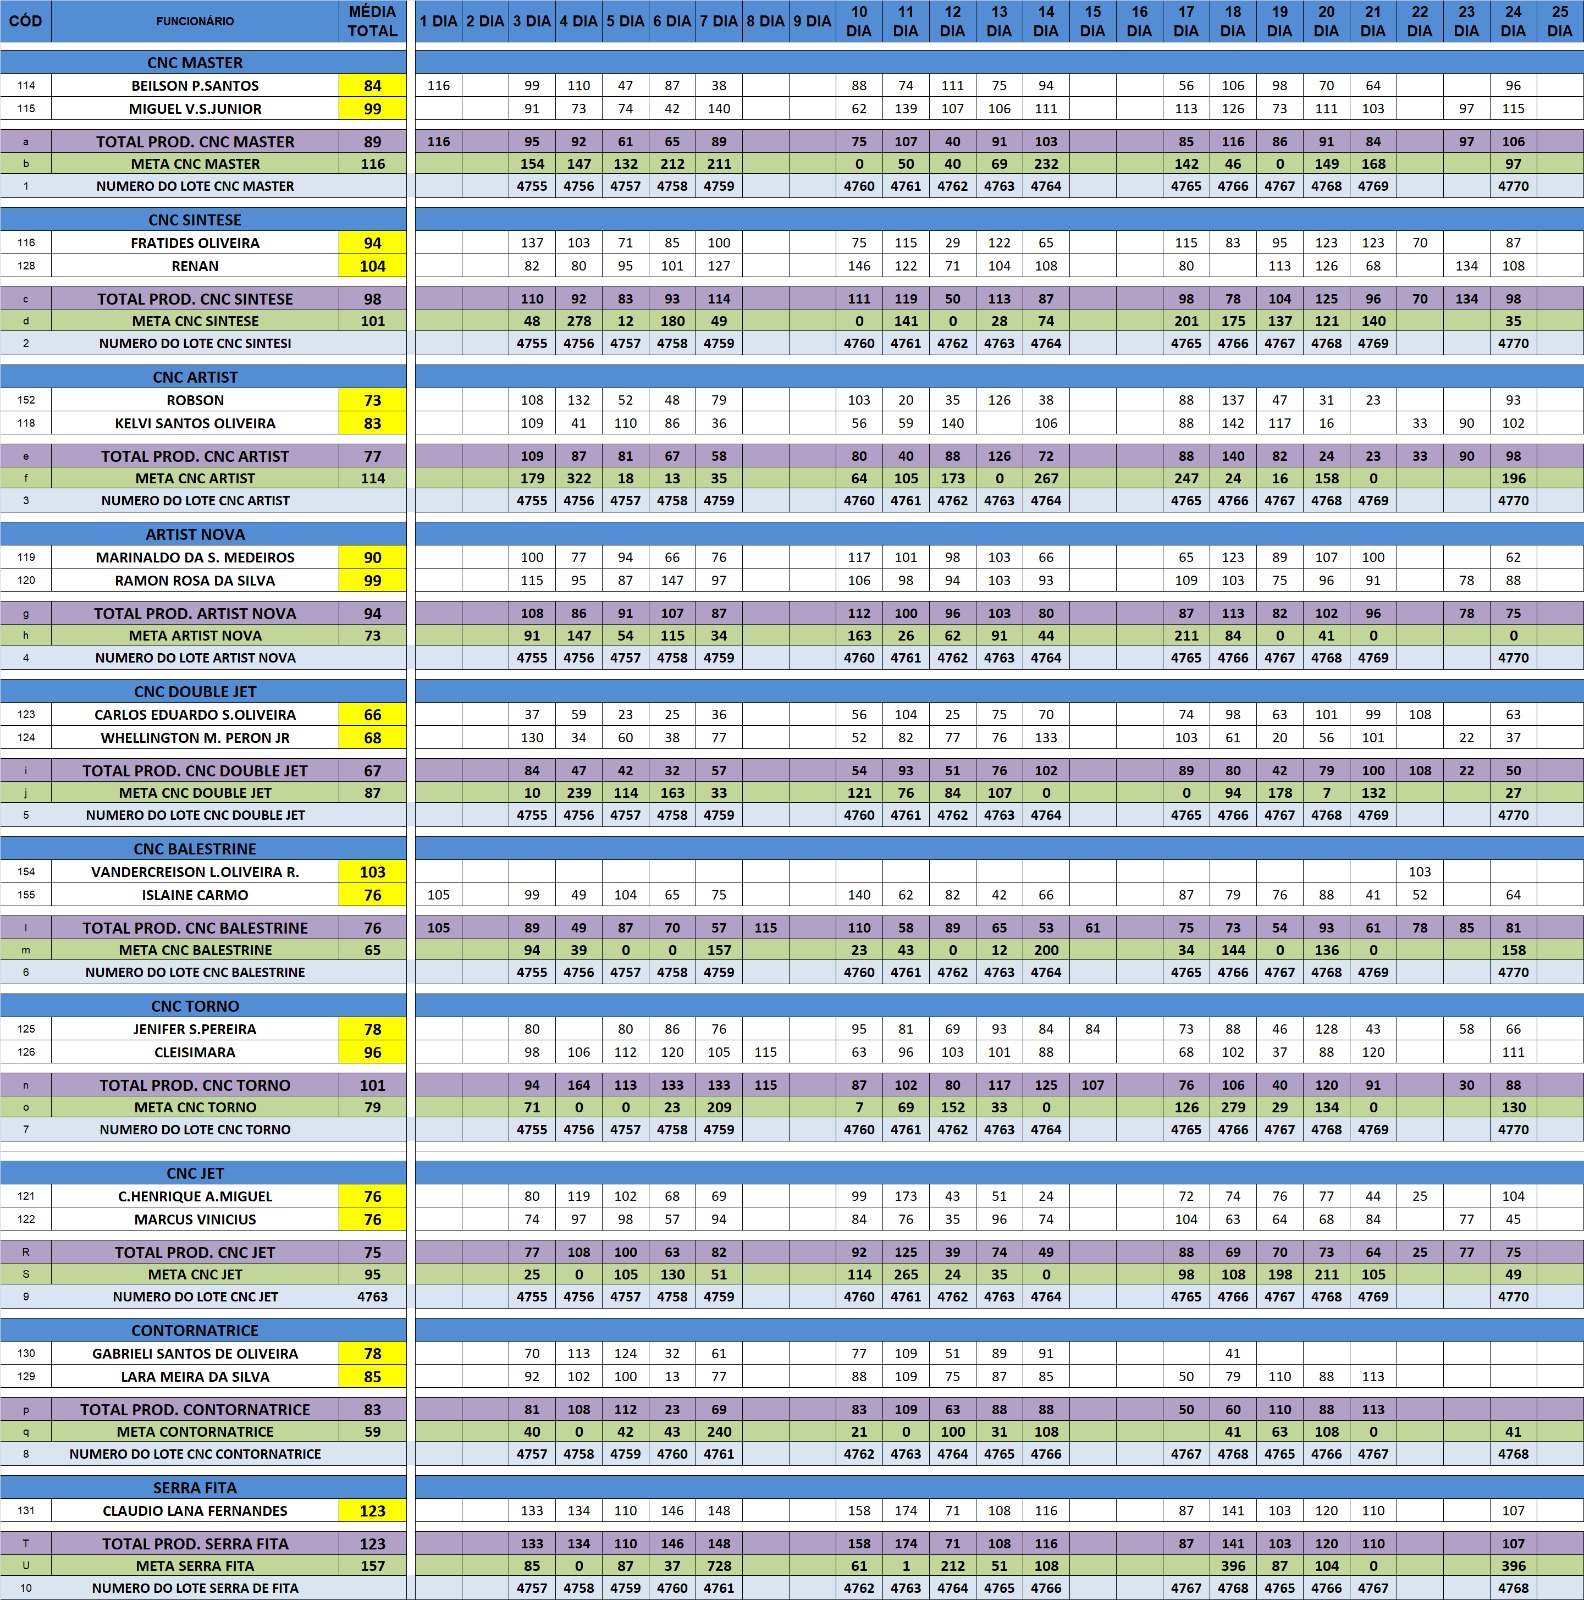 CÓD FUNCIONÁRIO MÉDIA TOTAL 1 DIA 2 DIA 3 DIA 4 DIA 5 DIA 6 DIA 7 DIA 8 DIA 9 DIA 10 DIA 11 DIA 12 DIA 13 DIA 14 DIA 15 DIA 16 DIA 17 DIA 18 DIA 19 DIA 20 DIA 21 DIA 22 DIA 23 DIA 24 DIA 25 DIA
CNC MASTER
114 BEILSON P.SANTOS 84 116 99 110 47 87 38 88 74 111 75 94 56 106 98 70 64 96
115 MIGUEL V.S.JUNIOR 99 91 73 74 42 140 62 139 107 106 111 113 126 73 111 103 97 115
a TOTAL PROD. CNC MASTER 89 116 95 92 61 65 89 75 107 40 91 103 85 116 86 91 84 97 106
b META CNC MASTER 116 154 147 132 212 211 0 50 40 69 232 142 46 0 149 168 97
1 NUMERO DO LOTE CNC MASTER 4755 4756 4757 4758 4759 4760 4761 4762 4763 4764 4765 4766 4767 4768 4769 4770
CNC SINTESE
116 FRATIDES OLIVEIRA 94 137 103 71 85 100 75 115 29 122 65 115 83 95 123 123 70 87
128 RENAN 104 82 80 95 101 127 146 122 71 104 108 80 113 126 68 134 108
c TOTAL PROD. CNC SINTESE 98 110 92 83 93 114 111 119 50 113 87 98 78 104 125 96 70 134 98
d META CNC SINTESE 101 48 278 12 180 49 0 141 0 28 74 201 175 137 121 140 35
2 NUMERO DO LOTE CNC SINTESI 4755 4756 4757 4758 4759 4760 4761 4762 4763 4764 4765 4766 4767 4768 4769 4770
CNC ARTIST
152 ROBSON 73 108 132 52 48 79 103 20 35 126 38 88 137 47 31 23 93
118 KELVI SANTOS OLIVEIRA 83 109 41 110 86 36 56 59 140 106 88 142 117 16 33 90 102
e TOTAL PROD. CNC ARTIST 77 109 87 81 67 58 80 40 88 126 72 88 140 82 24 23 33 90 98
f META CNC ARTIST 114 179 322 18 13 35 64 105 173 0 267 247 24 16 158 0 196
3 NUMERO DO LOTE CNC ARTIST 4755 4756 4757 4758 4759 4760 4761 4762 4763 4764 4765 4766 4767 4768 4769 4770
ARTIST NOVA
119 MARINALDO DA S. MEDEIROS 90 100 77 94 66 76 117 101 98 103 66 65 123 89 107 100 62
120 RAMON ROSA DA SILVA 99 115 95 87 147 97 106 98 94 103 93 109 103 75 96 91 78 88
g TOTAL PROD. ARTIST NOVA 94 108 86 91 107 87 112 100 96 103 80 87 113 82 102 96 78 75
h META ARTIST NOVA 73 91 147 54 115 34 163 26 62 91 44 211 84 0 41 0 0
4 NUMERO DO LOTE ARTIST NOVA 4755 4756 4757 4758 4759 4760 4761 4762 4763 4764 4765 4766 4767 4768 4769 4770
CNC DOUBLE JET
123 CARLOS EDUARDO S.OLIVEIRA 66 37 59 23 25 36 56 104 25 75 70 74 98 63 101 99 108 63
124 WHELLINGTON M. PERON JR 68 130 34 60 38 77 52 82 77 76 133 103 61 20 56 101 22 37
i TOTAL PROD. CNC DOUBLE JET 67 84 47 42 32 57 54 93 51 76 102 89 80 42 79 100 108 22 50
j META CNC DOUBLE JET 87 10 239 114 163 33 121 76 84 107 0 0 94 178 7 132 27
5 NUMERO DO LOTE CNC DOUBLE JET 4755 4756 4757 4758 4759 4760 4761 4762 4763 4764 4765 4766 4767 4768 4769 4770
CNC BALESTRINE
154 VANDERCREISON L.OLIVEIRA R. 103 103
155 ISLAINE CARMO 76 105 99 49 104 65 75 140 62 82 42 66 87 79 76 88 41 52 64
l TOTAL PROD. CNC BALESTRINE 76 105 89 49 87 70 57 115 110 58 89 65 53 61 75 73 54 93 61 78 85 81
m META CNC BALESTRINE 65 94 39 0 0 157 23 43 0 12 200 34 144 0 136 0 158
6 NUMERO DO LOTE CNC BALESTRINE 4755 4756 4757 4758 4759 4760 4761 4762 4763 4764 4765 4766 4767 4768 4769 4770
CNC TORNO
125 JENIFER S.PEREIRA 78 80 80 86 76 95 81 69 93 84 84 73 88 46 128 43 58 66
126 CLEISIMARA 96 98 106 112 120 105 115 63 96 103 101 88 68 102 37 88 120 111
n TOTAL PROD. CNC TORNO 101 94 164 113 133 133 115 87 102 80 117 125 107 76 106 40 120 91 30 88
o META CNC TORNO 79 71 0 0 23 209 7 69 152 33 0 126 279 29 134 0 130
7 NUMERO DO LOTE CNC TORNO 4755 4756 4757 4758 4759 4760 4761 4762 4763 4764 4765 4766 4767 4768 4769 4770
CNC JET
121 C.HENRIQUE A.MIGUEL 76 80 119 102 68 69 99 173 43 51 24 72 74 76 77 44 25 104
122 MARCUS VINICIUS 76 74 97 98 57 94 84 76 35 96 74 104 63 64 68 84 77 45
R TOTAL PROD. CNC JET 75 77 108 100 63 82 92 125 39 74 49 88 69 70 73 64 25 77 75
S META CNC JET 95 25 0 105 130 51 114 265 24 35 0 98 108 198 211 105 49
9 NUMERO DO LOTE CNC JET 4763 4755 4756 4757 4758 4759 4760 4761 4762 4763 4764 4765 4766 4767 4768 4769 4770
CONTORNATRICE
130 GABRIELI SANTOS DE OLIVEIRA 78 70 113 124 32 61 77 109 51 89 91 41
129 LARA MEIRA DA SILVA 85 92 102 100 13 77 88 109 75 87 85 50 79 110 88 113
p TOTAL PROD. CONTORNATRICE 83 81 108 112 23 69 83 109 63 88 88 50 60 110 88 113
q META CONTORNATRICE 59 40 0 42 43 240 21 0 100 31 108 41 63 108 0 41
8 NUMERO DO LOTE CNC CONTORNATRICE 4757 4758 4759 4760 4761 4762 4763 4764 4765 4766 4767 4768 4765 4766 4767 4768
SERRA FITA
131 CLAUDIO LANA FERNANDES 123 133 134 110 146 148 158 174 71 108 116 87 141 103 120 110 107
T TOTAL PROD. SERRA FITA 123 133 134 110 146 148 158 174 71 108 116 87 141 103 120 110 107
U META SERRA FITA 157 85 0 87 37 728 61 1 212 51 108 396 87 104 0 396
10 NUMERO DO LOTE SERRA DE FITA 4757 4758 4759 4760 4761 4762 4763 4764 4765 4766 4767 4768 4765 4766 4767 4768